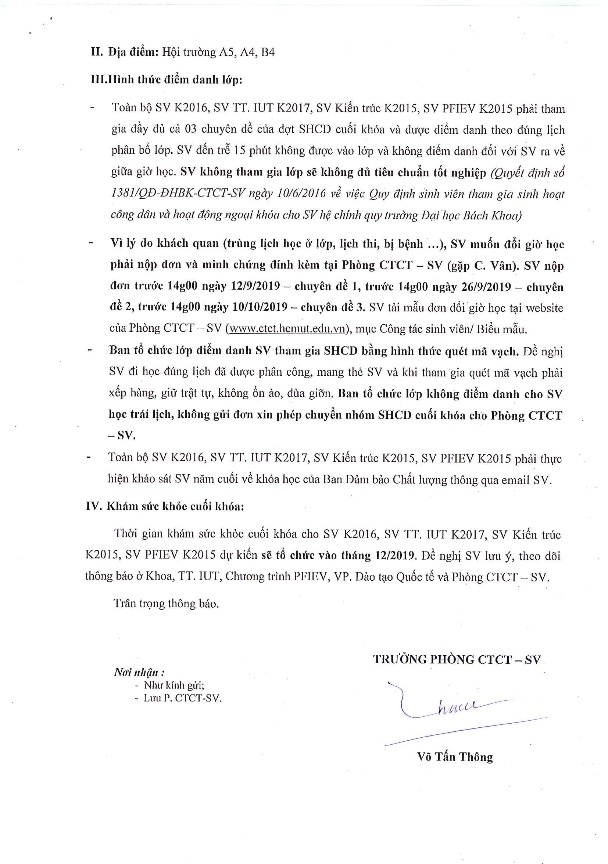 II. Địa điểm: Hội trường A5, A4, B4
III.Hình thức điểm danh lớp:
- Toàn bộ SV K2016, SV TT. IUT K2017, SV Kiến trúc K2015, SV PFIEV K2015 phải tham
gia đầy đủ cả 03 chuyên đề của đợt SHCD cuối khóa và được điểm danh theo đúng lịch
phân bổ lớp. SV đến trễ 15 phút không được vào lớp và không điểm danh đối với SV ra về
giữa giờ học. SV không tham gia lớp sẽ không đủ tiêu chuẩn tốt nghiệp (Quyết định số
1381/QĐ-ĐHBK-CTCT-SV ngày 10/6/2016 về việc Quy định sinh viên tham gia sinh hoạt
công dân và hoạt động ngoại khóa cho SV hệ chính quy trường Đại học Bách Khoa)
- Vì lý do khách quan (trùng lịch học ở lớp, lịch thi, bị bệnh ...), SV muốn đổi giờ học
phải nộp đơn và minh chứng đính kèm tại Phòng CTCT – SV (gặp C. Vân). SV nộp
đơn trước 14g00 ngày 12/9/2019 – chuyên đề 1, trước 14g00 ngày 26/9/2019 – chuyên
đề 2, trước 14g00 ngày 10/10/2019 – chuyên đề 3. SV tải mẫu đơn đổi giờ học tại website
của Phòng CTCT – SV (www.ctct.hcmut.edu.vn), mục Công tác sinh viên/ Biểu mẫu.
- Ban tổ chức lớp điểm danh SV tham gia SHCD bằng hình thức quét mã vạch. Đề nghị
SV đi học đúng lịch đã được phân công, mang thẻ SV và khi tham gia quét mã vạch phải
xếp hàng, giữ trật tự, không ồn ào, đùa giỡn. Ban tổ chức lớp không điểm danh cho SV
học trái lịch, không gửi đơn xin phép chuyển nhóm SHCD cuối khóa cho Phòng CTCT
– SV.
- Toàn bộ SV K2016, SV TT. IUT K2017, SV Kiến trúc K2015, SV PFIEV K2015 phải thực
hiện khảo sát SV năm cuối về khóa học của Ban Đảm bảo Chất lượng thông qua email SV.
IV. Khám sức khỏe cuối khóa:
Thời gian khám sức khỏe cuối khóa cho SV K2016, SV TT. IUT K2017, SV Kiến trúc
K2015, SV PFIEV K2015 dự kiến sẽ tổ chức vào tháng 12/2019. Đề nghị SV lưu ý, theo dõi
thông báo ở Khoa, TT. IUT, Chương trình PFIEV, VP. Đào tạo Quốc tế và Phòng CTCT – SV.
Trân trọng thông báo.
TRƯỞNG PHÒNG CTCT – SV
Nơi nhận :
- Như kính gửi;
- Lưu P. CTCT-SV.
Võ Tấn Thông